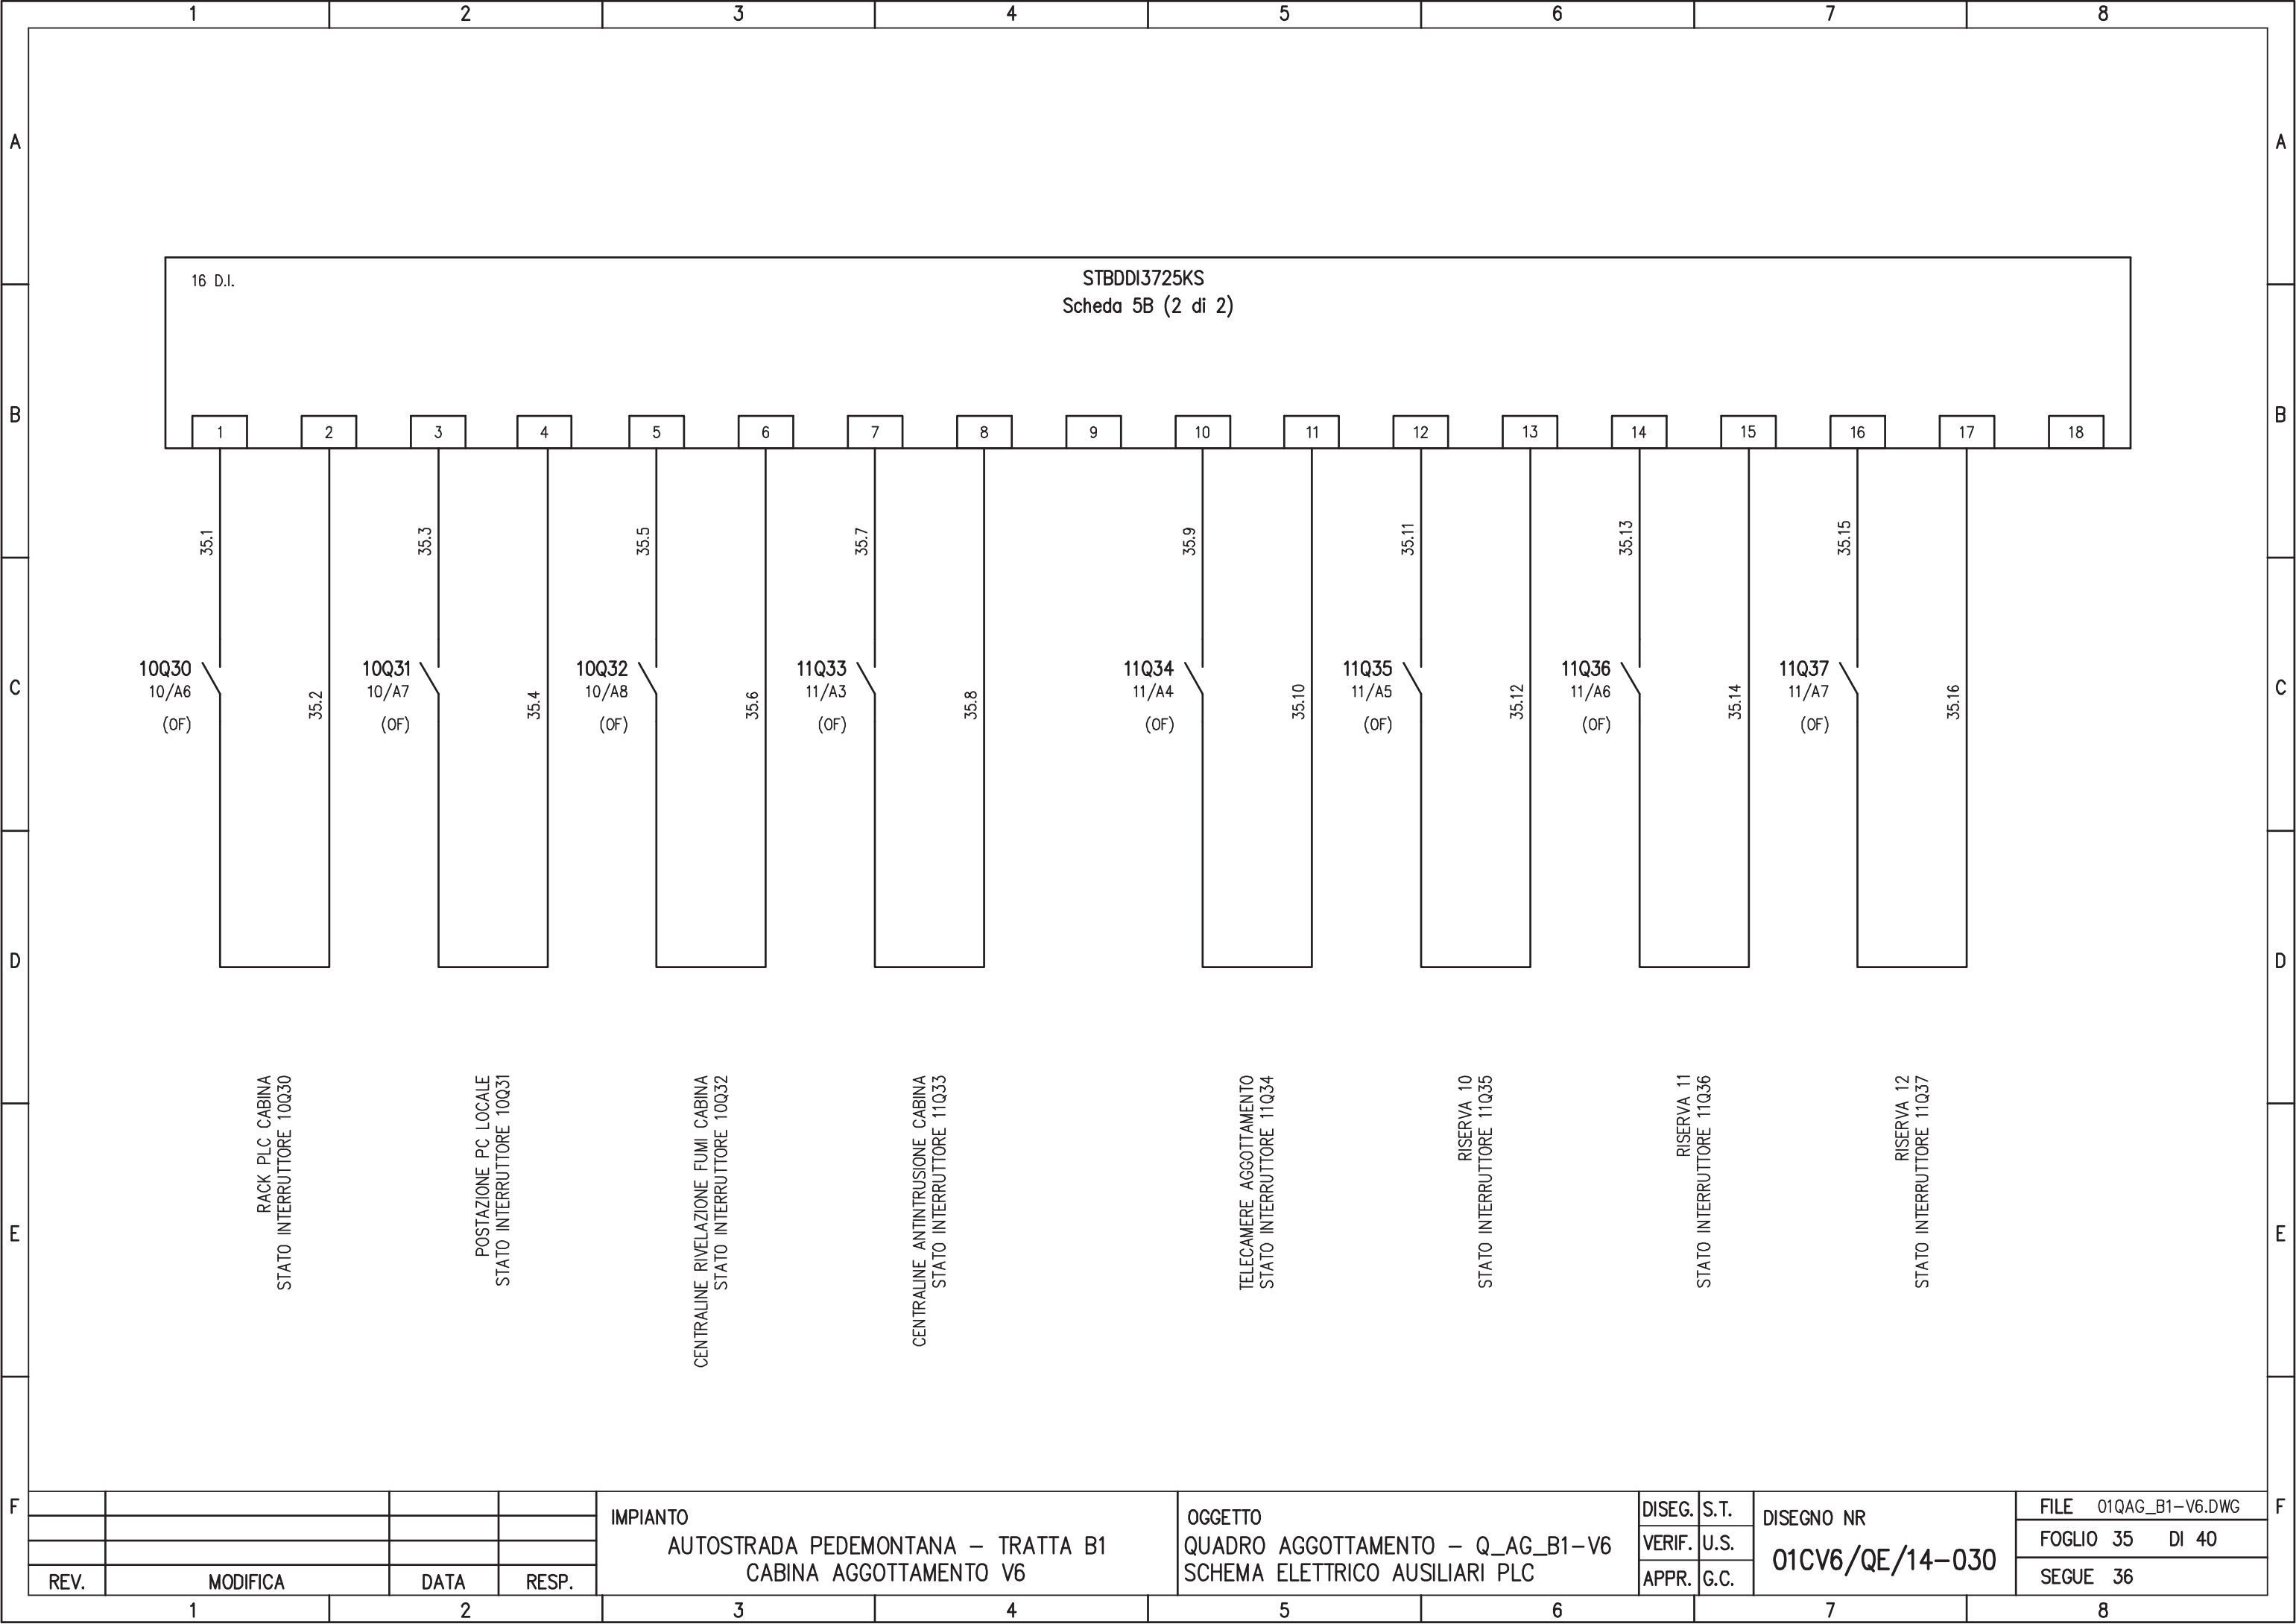 1 2 3 4 5 6 7 8
A A
16 D.I.
STBDDI3725KS
Scheda 5B (2 di 2)
B B
1 2 3 4 5 6 7 8 9 10 11 12 13 14 15 16 17 18
35.1 35.3 35.5 35.7 35.9 35.11 35.13 35.15
10Q30 10Q31 10Q32 11Q33 11Q34 11Q35 11Q36 11Q37
C 10/A6 10/A7 10/A8 11/A3 11/A4 11/A5 11/A6 11/A7 C
35.2 35.4 35.6 35.8 35.10 35.12 35.14 35.16
(OF) (OF) (OF) (OF) (OF) (OF) (OF) (OF)
D D
RACK PLC CABINA
STATO INTERRUTTORE 10Q30
POSTAZIONE PC LOCALE
STATO INTERRUTTORE 10Q31
CENTRALINE RIVELAZIONE FUMI CABINA
STATO INTERRUTTORE 10Q32
CENTRALINE ANTINTRUSIONE CABINA
STATO INTERRUTTORE 11Q33
TELECAMERE AGGOTTAMENTO
STATO INTERRUTTORE 11Q34
RISERVA 10
STATO INTERRUTTORE 11Q35
RISERVA 11
STATO INTERRUTTORE 11Q36
RISERVA 12
STATO INTERRUTTORE 11Q37
E E
F F
REV. MODIFICA DATA RESP.
IMPIANTO
AUTOSTRADA PEDEMONTANA – TRATTA B1
CABINA AGGOTTAMENTO V6
OGGETTO
QUADRO AGGOTTAMENTO – Q_AG_B1–V6
SCHEMA ELETTRICO AUSILIARI PLC
DISEG. S.T.
VERIF. U.S.
APPR. G.C.
DISEGNO NR
01CV6/QE/14–030
FILE 01QAG_B1–V6.DWG
FOGLIO 35 DI 40
SEGUE 36
1 2 3 4 5 6 7 8